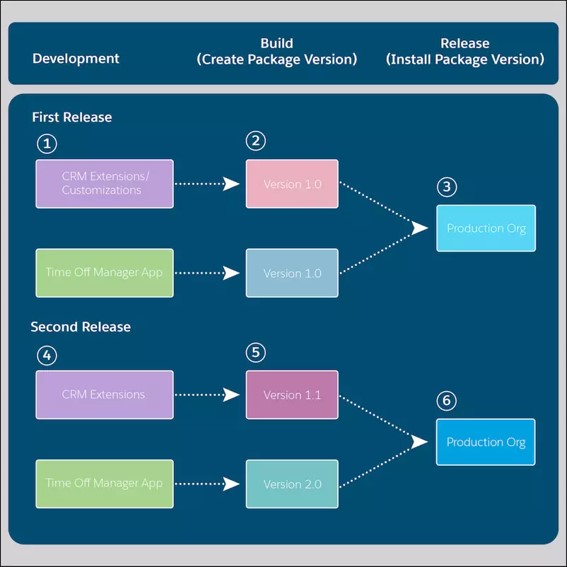 Development
Build
(Create Package Version)
Release
(Install Package Version)
First Release
1
2
3
CRM Extensions/
Customizations
Version 1.0
Production Org
Time Off Manager App
Version 1.0
Second Release
4
5
6
CRM Extensions
Version 1.1
Production Org
Time Off Manager App
Version 2.0